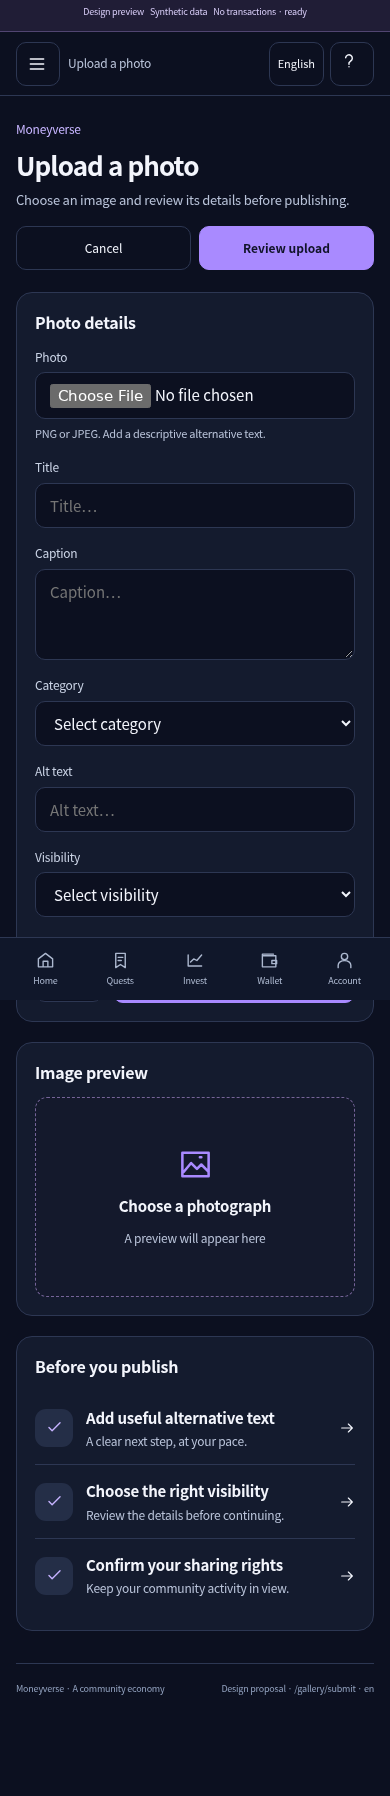 Design preview Synthetic data No transactions · ready
Upload a photo
English
?
Moneyverse
Upload a photo
Choose an image and review its details before publishing.
Cancel
Review upload
Photo details
Photo
Choose File No file chosen
PNG or JPEG. Add a descriptive alternative text.
Title
Title…
Caption
Caption…
Category
Select category
Alt text
Alt text…
Visibility
Select visibility
Home Quests Invest Wallet Account
Image preview
Choose a photograph
A preview will appear here
Before you publish
Add useful alternative text
A clear next step, at your pace.
Choose the right visibility
Review the details before continuing.
Confirm your sharing rights
Keep your community activity in view.
Moneyverse · A community economy
Design proposal · /gallery/submit · en